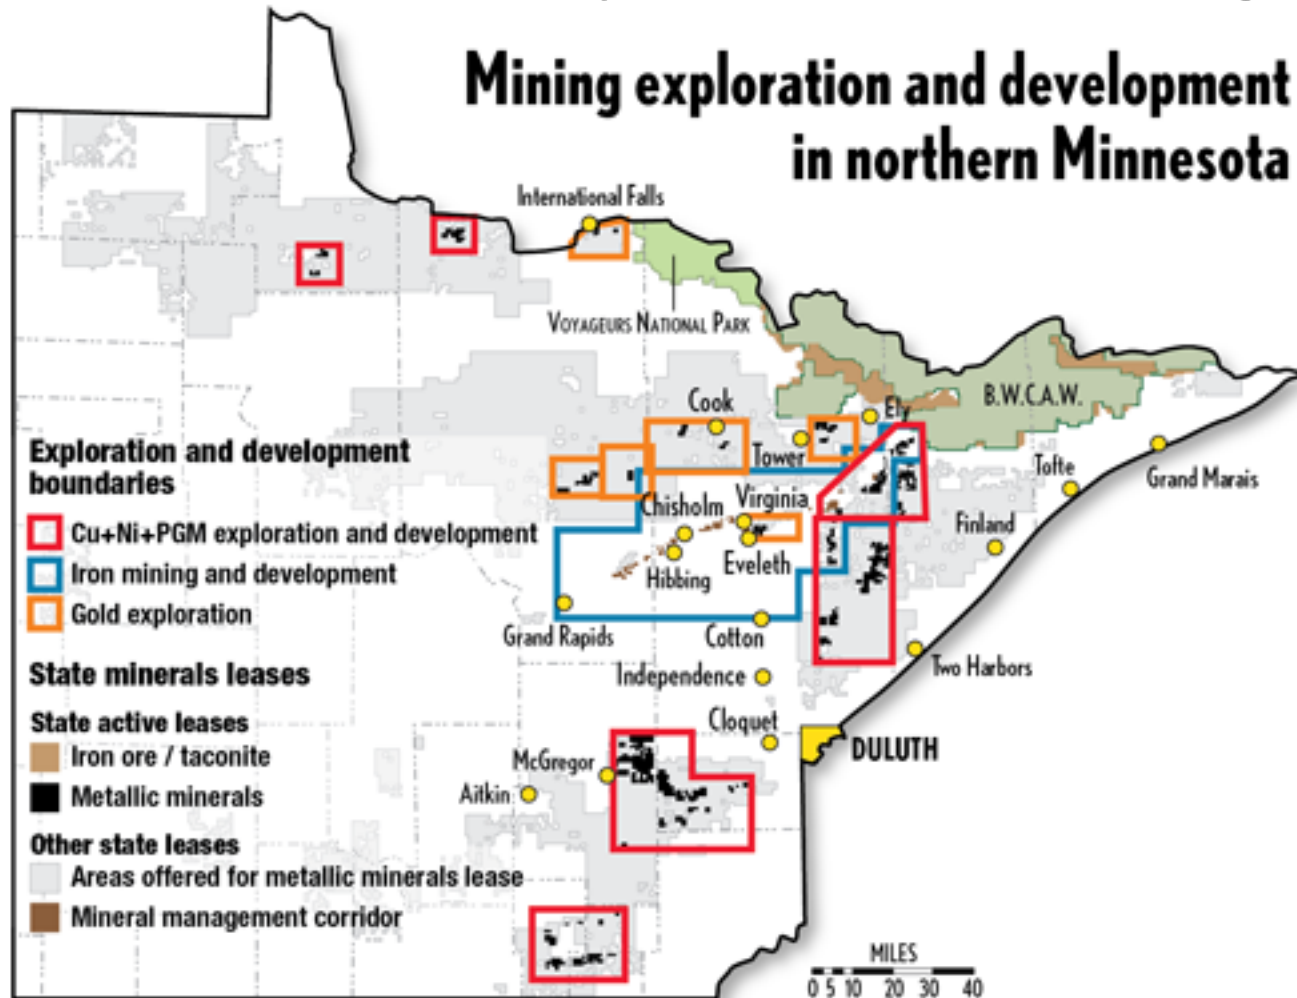 Mining exploration and development
in northern Minnesota
International Falls
VOYAGEURS NATIONAL PARK
B.W.C.A.W.
Ely
Cook
Tower
Tofte
Grand Marais
Chisholm
Virginia
Finland
Hibbing
Eveleth
Grand Rapids
Cotton
Two Harbors
Independence
Cloquet
DULUTH
McGregor
Aitkin
Exploration and development
boundaries
Cu+Ni+PGM exploration and development
Iron mining and development
Gold exploration
State minerals leases
State active leases
Iron ore / taconite
Metallic minerals
Other state leases
Areas offered for metallic minerals lease
Mineral management corridor
MILES
0 5 10 20 30 40